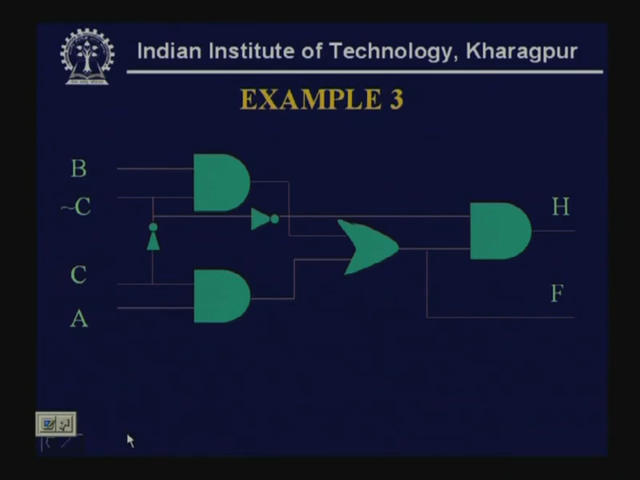 Indian Institute of Technology, Kharagpur
EXAMPLE 3
B
~C
C
A
H
F